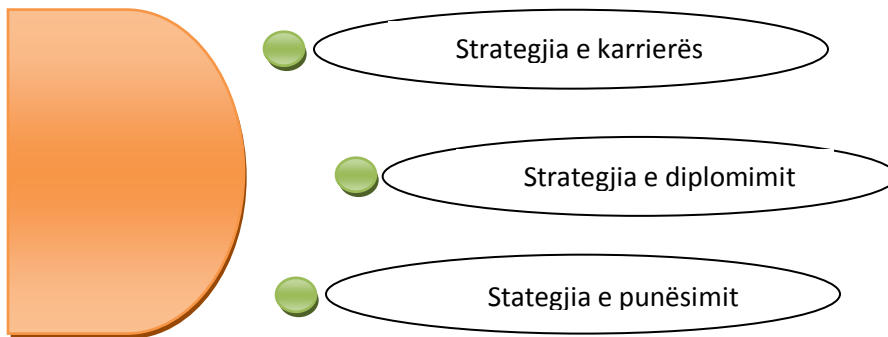 Strategjia e karrierës
Strategjia e diplomimit
Stategjia e punësimit